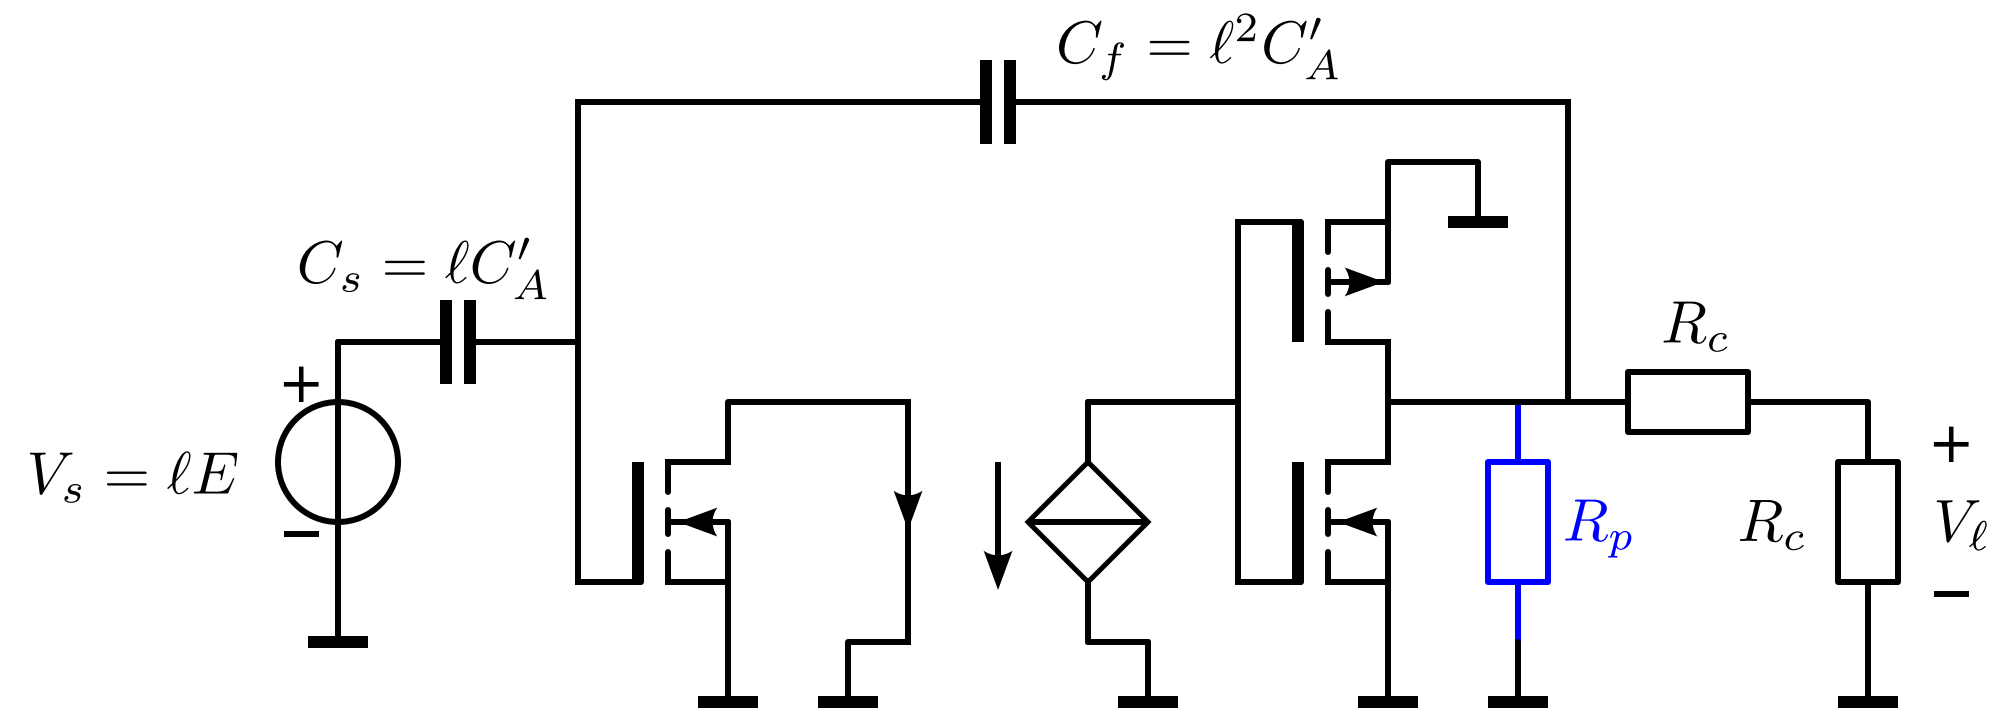 C_f = ℓ²C′_A
C_s = ℓC′_A
R_c
+
+
V_s = ℓE
R_p
R_c
V_ℓ
−
−